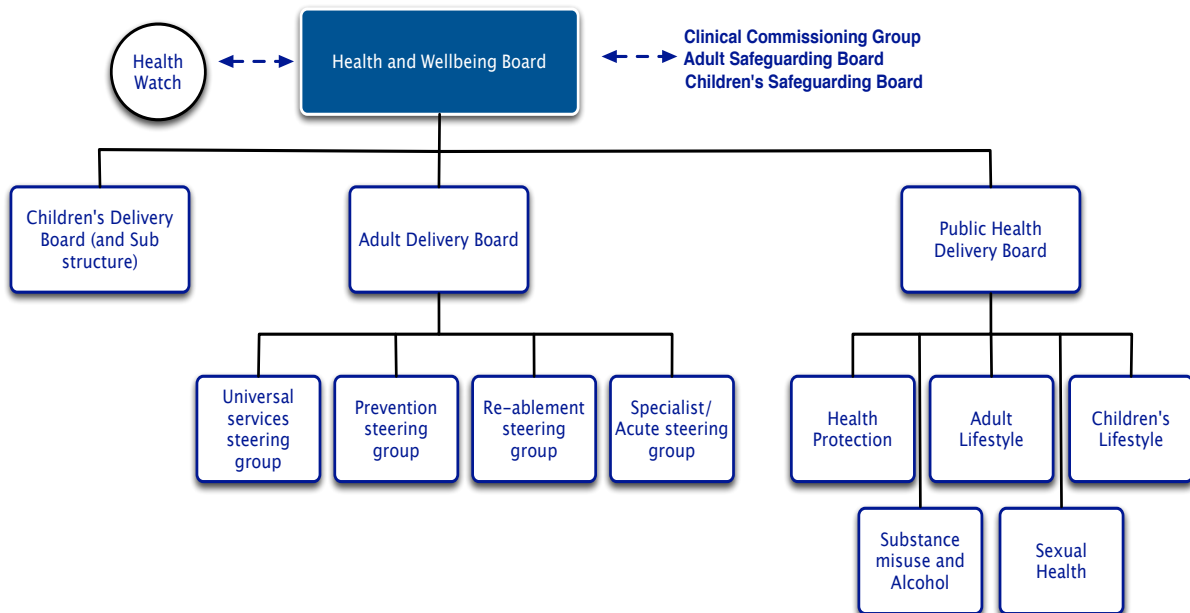 Health
Watch
Health and Wellbeing Board
Clinical Commissioning Group
Adult Safeguarding Board
Children's Safeguarding Board
Children's Delivery
Board (and Sub
structure)
Adult Delivery Board
Public Health
Delivery Board
Universal
services
steering
group
Prevention
steering
group
Re-ablement
steering
group
Specialist/
Acute steering
group
Health
Protection
Adult
Lifestyle
Children's
Lifestyle
Substance
misuse and
Alcohol
Sexual
Health